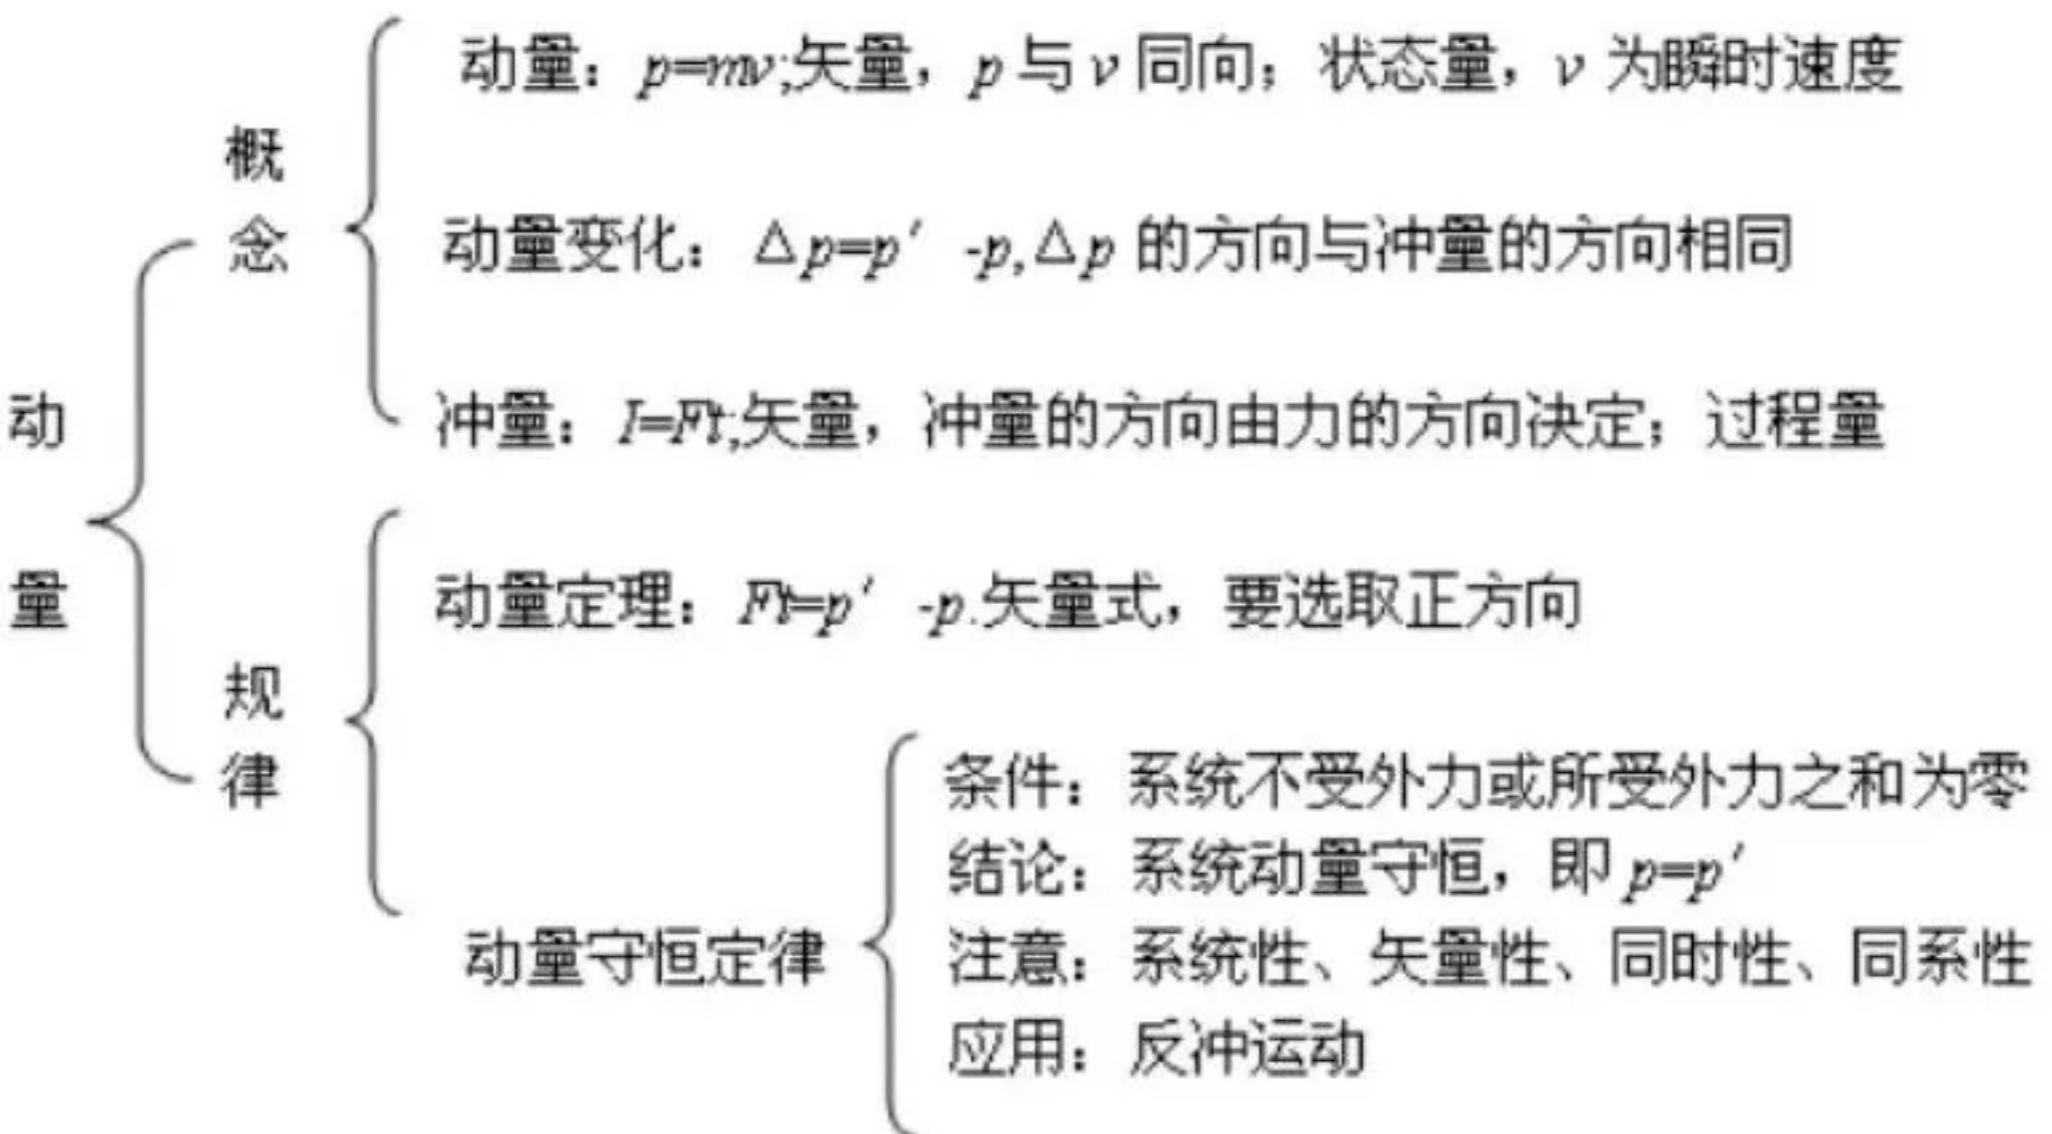 动量
概念
动量：p=mv;矢量，p与v同向；状态量，v为瞬时速度
动量变化：△p=p′ -p,△p的方向与冲量的方向相同
冲量：I=Ft;矢量，冲量的方向由力的方向决定；过程量
规律
动量定理：Ft=p′ -p.矢量式，要选取正方向
动量守恒定律
条件：系统不受外力或所受外力之和为零
结论：系统动量守恒，即p=p′
注意：系统性、矢量性、同时性、同系性
应用：反冲运动